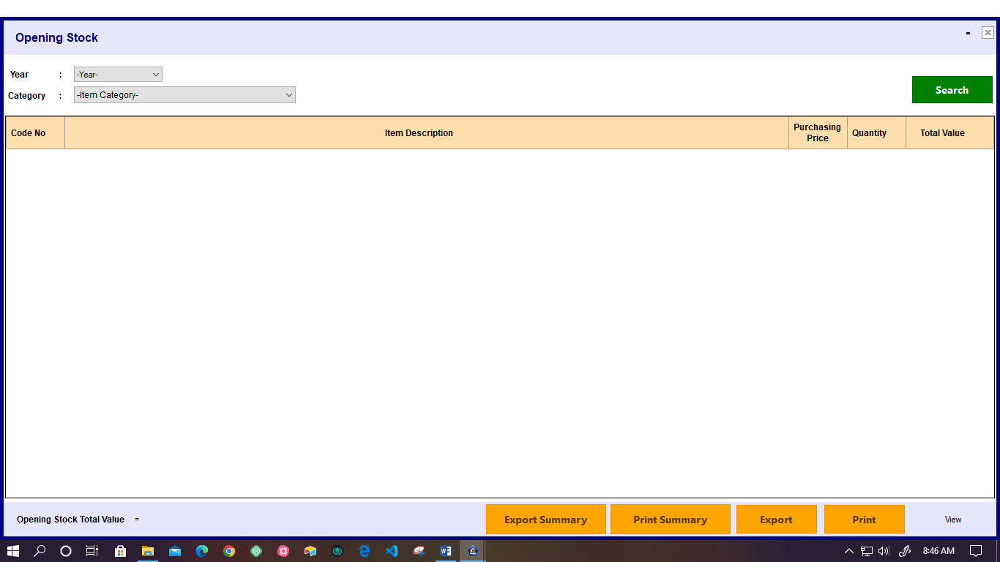 Opening Stock
Year : -Year-
Category : -Item Category-
Search
Code No Item Description Purchasing Price Quantity Total Value
Opening Stock Total Value = Export Summary Print Summary Export Print View
8:46 AM